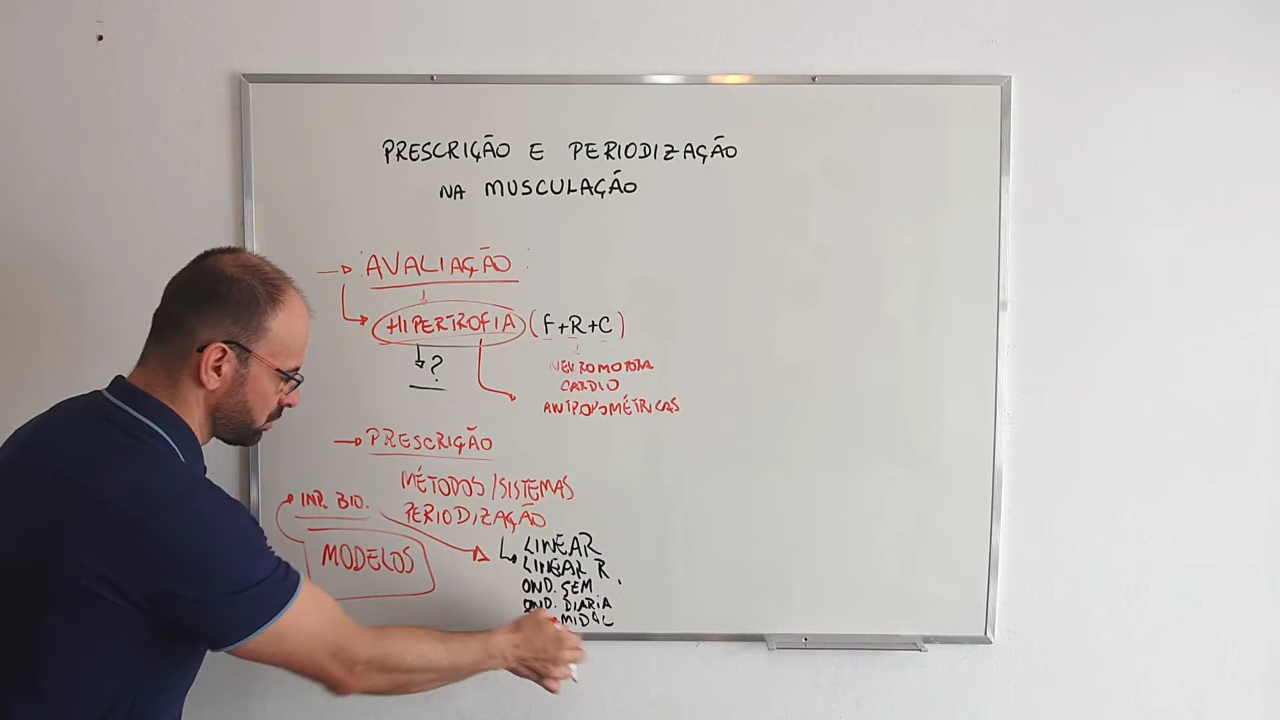 PRESCRIÇÃO E PERIODIZAÇÃO
NA MUSCULAÇÃO
AVALIAÇÃO
HIPERTROFIA (F+R+C)
?
NEUROMOTORA
CARDIO
ANTROPOMÉTRICAS
PRESCRIÇÃO
MÉTODOS/SISTEMAS
INP. BIO.
PERIODIZAÇÃO
MODELOS
LINEAR
LINEAR R.
OND. SEM.
OND. DIARIA